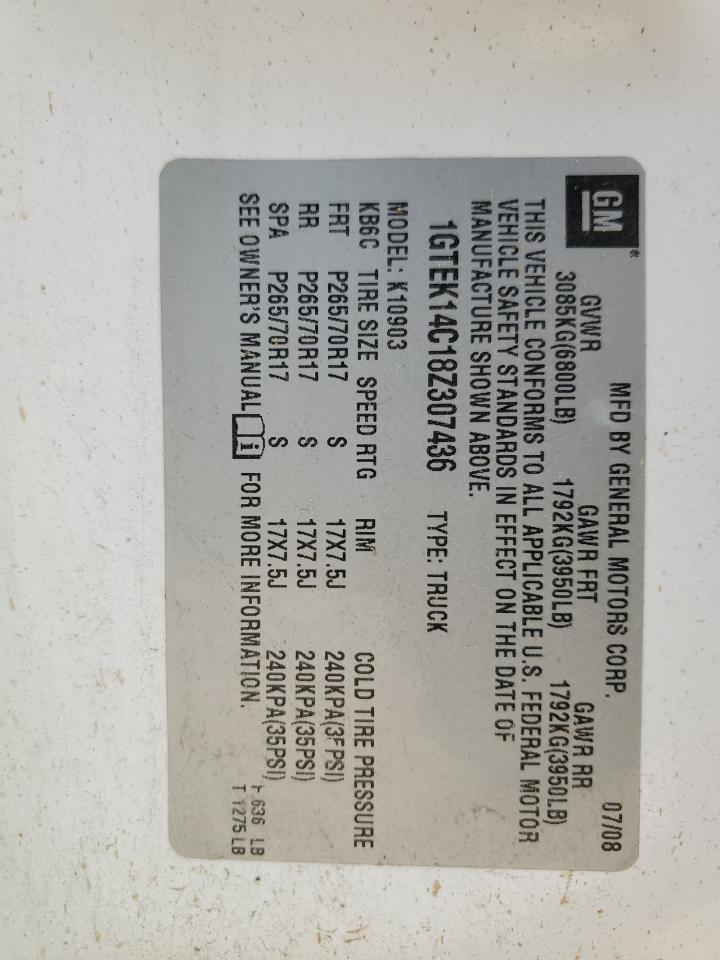 GM®
MFD BY GENERAL MOTORS CORP. 07/08
GVWR GAWR FRT GAWR RR
3085KG(6800LB) 1792KG(3950LB) 1792KG(3950LB)
THIS VEHICLE CONFORMS TO ALL APPLICABLE U.S. FEDERAL MOTOR
VEHICLE SAFETY STANDARDS IN EFFECT ON THE DATE OF
MANUFACTURE SHOWN ABOVE.
1GTEK14C18Z307436 TYPE: TRUCK
MODEL: K10903
KB6C TIRE SIZE SPEED RTG RIM COLD TIRE PRESSURE
FRT P265/70R17 S 17X7.5J 240KPA(35PSI)
RR P265/70R17 S 17X7.5J 240KPA(35PSI)
SPA P265/70R17 S 17X7.5J 240KPA(35PSI)
SEE OWNER'S MANUAL i FOR MORE INFORMATION.
636 LB
T 1275 LB